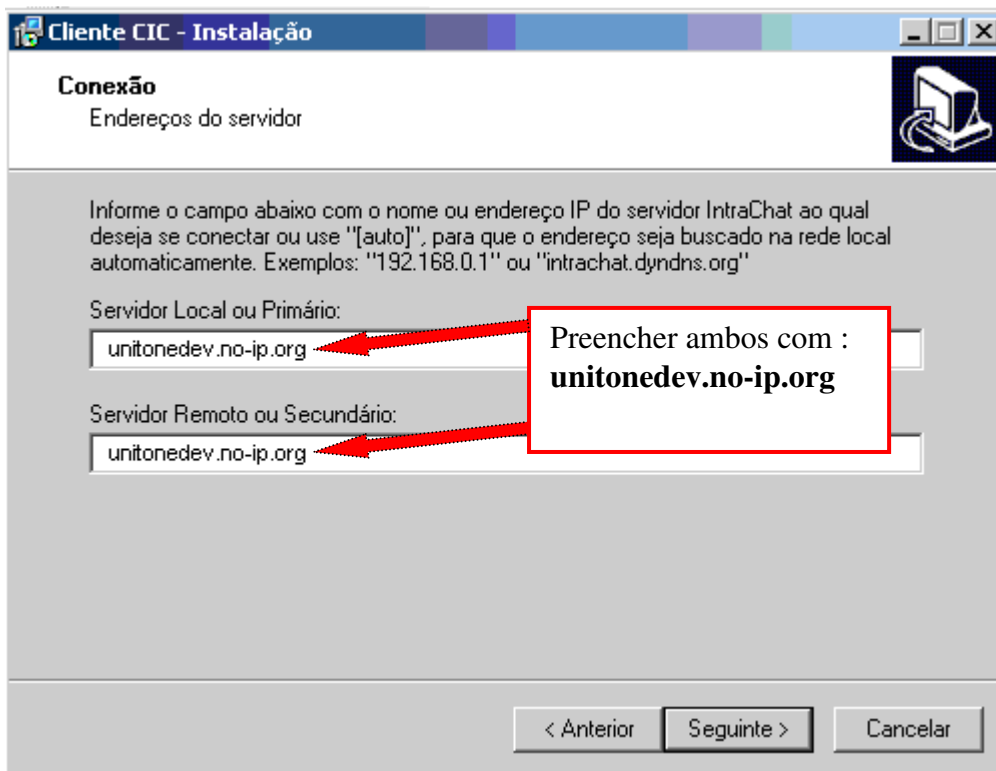 Cliente CIC - Instalação
Conexão
Endereços do servidor
Informe o campo abaixo com o nome ou endereço IP do servidor IntraChat ao qual
deseja se conectar ou use "[auto]", para que o endereço seja buscado na rede local
automaticamente. Exemplos: "192.168.0.1" ou "intrachat.dyndns.org"
Servidor Local ou Primário:
unitonedev.no-ip.org
Preencher ambos com :
unitonedev.no-ip.org
Servidor Remoto ou Secundário:
unitonedev.no-ip.org
< Anterior
Seguinte >
Cancelar